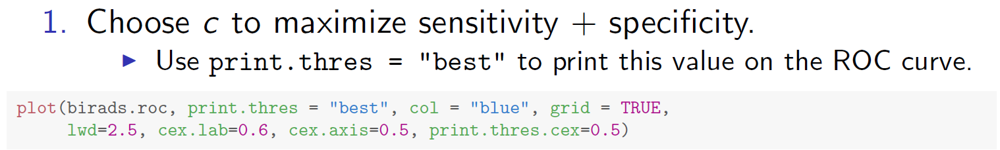 1. Choose c to maximize sensitivity + specificity.
▶ Use print.thres = "best" to print this value on the ROC curve.
plot(birads.roc, print.thres = "best", col = "blue", grid = TRUE,
lwd=2.5, cex.lab=0.6, cex.axis=0.5, print.thres.cex=0.5)